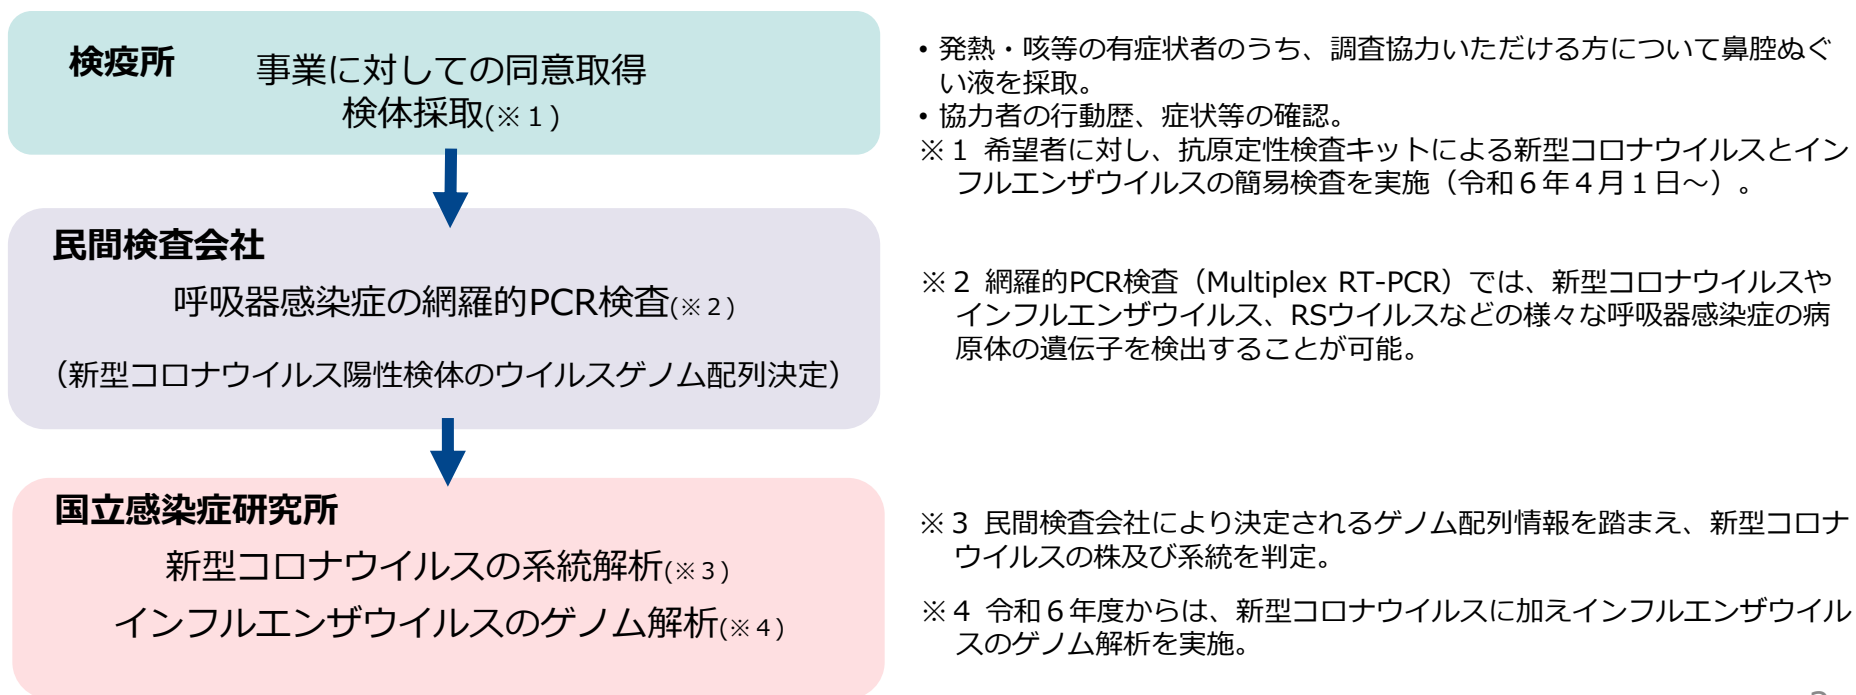 検疫所
事業に対しての同意取得
検体採取(※１)
・発熱・咳等の有症状者のうち、調査協力いただける方について鼻腔ぬぐ
い液を採取。
・協力者の行動歴、症状等の確認。
※１ 希望者に対し、抗原定性検査キットによる新型コロナウイルスとイン
フルエンザウイルスの簡易検査を実施（令和６年４月１日～）。
民間検査会社
呼吸器感染症の網羅的PCR検査(※２)
（新型コロナウイルス陽性検体のウイルスゲノム配列決定）
※２ 網羅的PCR検査（Multiplex RT-PCR）では、新型コロナウイルスや
インフルエンザウイルス、RSウイルスなどの様々な呼吸器感染症の病
原体の遺伝子を検出することが可能。
国立感染症研究所
新型コロナウイルスの系統解析(※３)
インフルエンザウイルスのゲノム解析(※４)
※３ 民間検査会社により決定されるゲノム配列情報を踏まえ、新型コロナ
ウイルスの株及び系統を判定。
※４ 令和６年度からは、新型コロナウイルスに加えインフルエンザウイル
スのゲノム解析を実施。